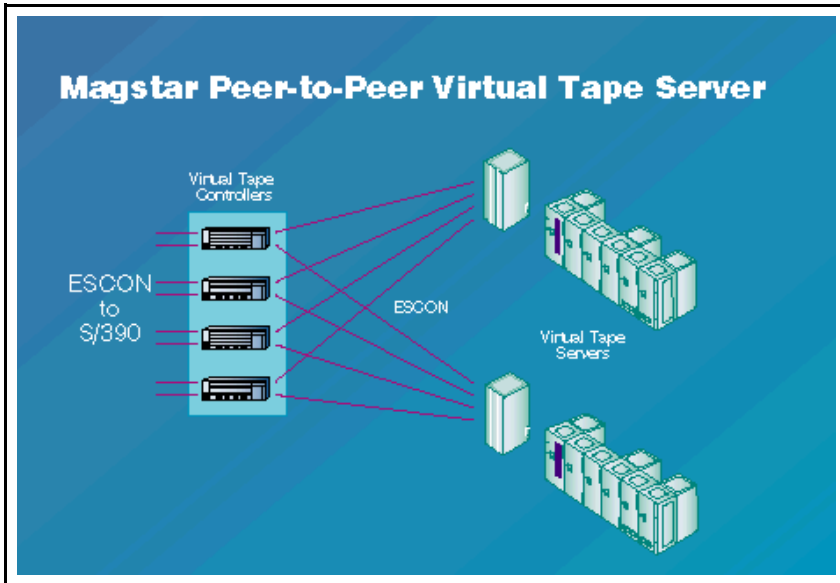 Magstar Peer-to-Peer Virtual Tape Server
Virtual Tape
Controllers
ESCON
to
S/390
ESCON
Virtual Tape
Servers